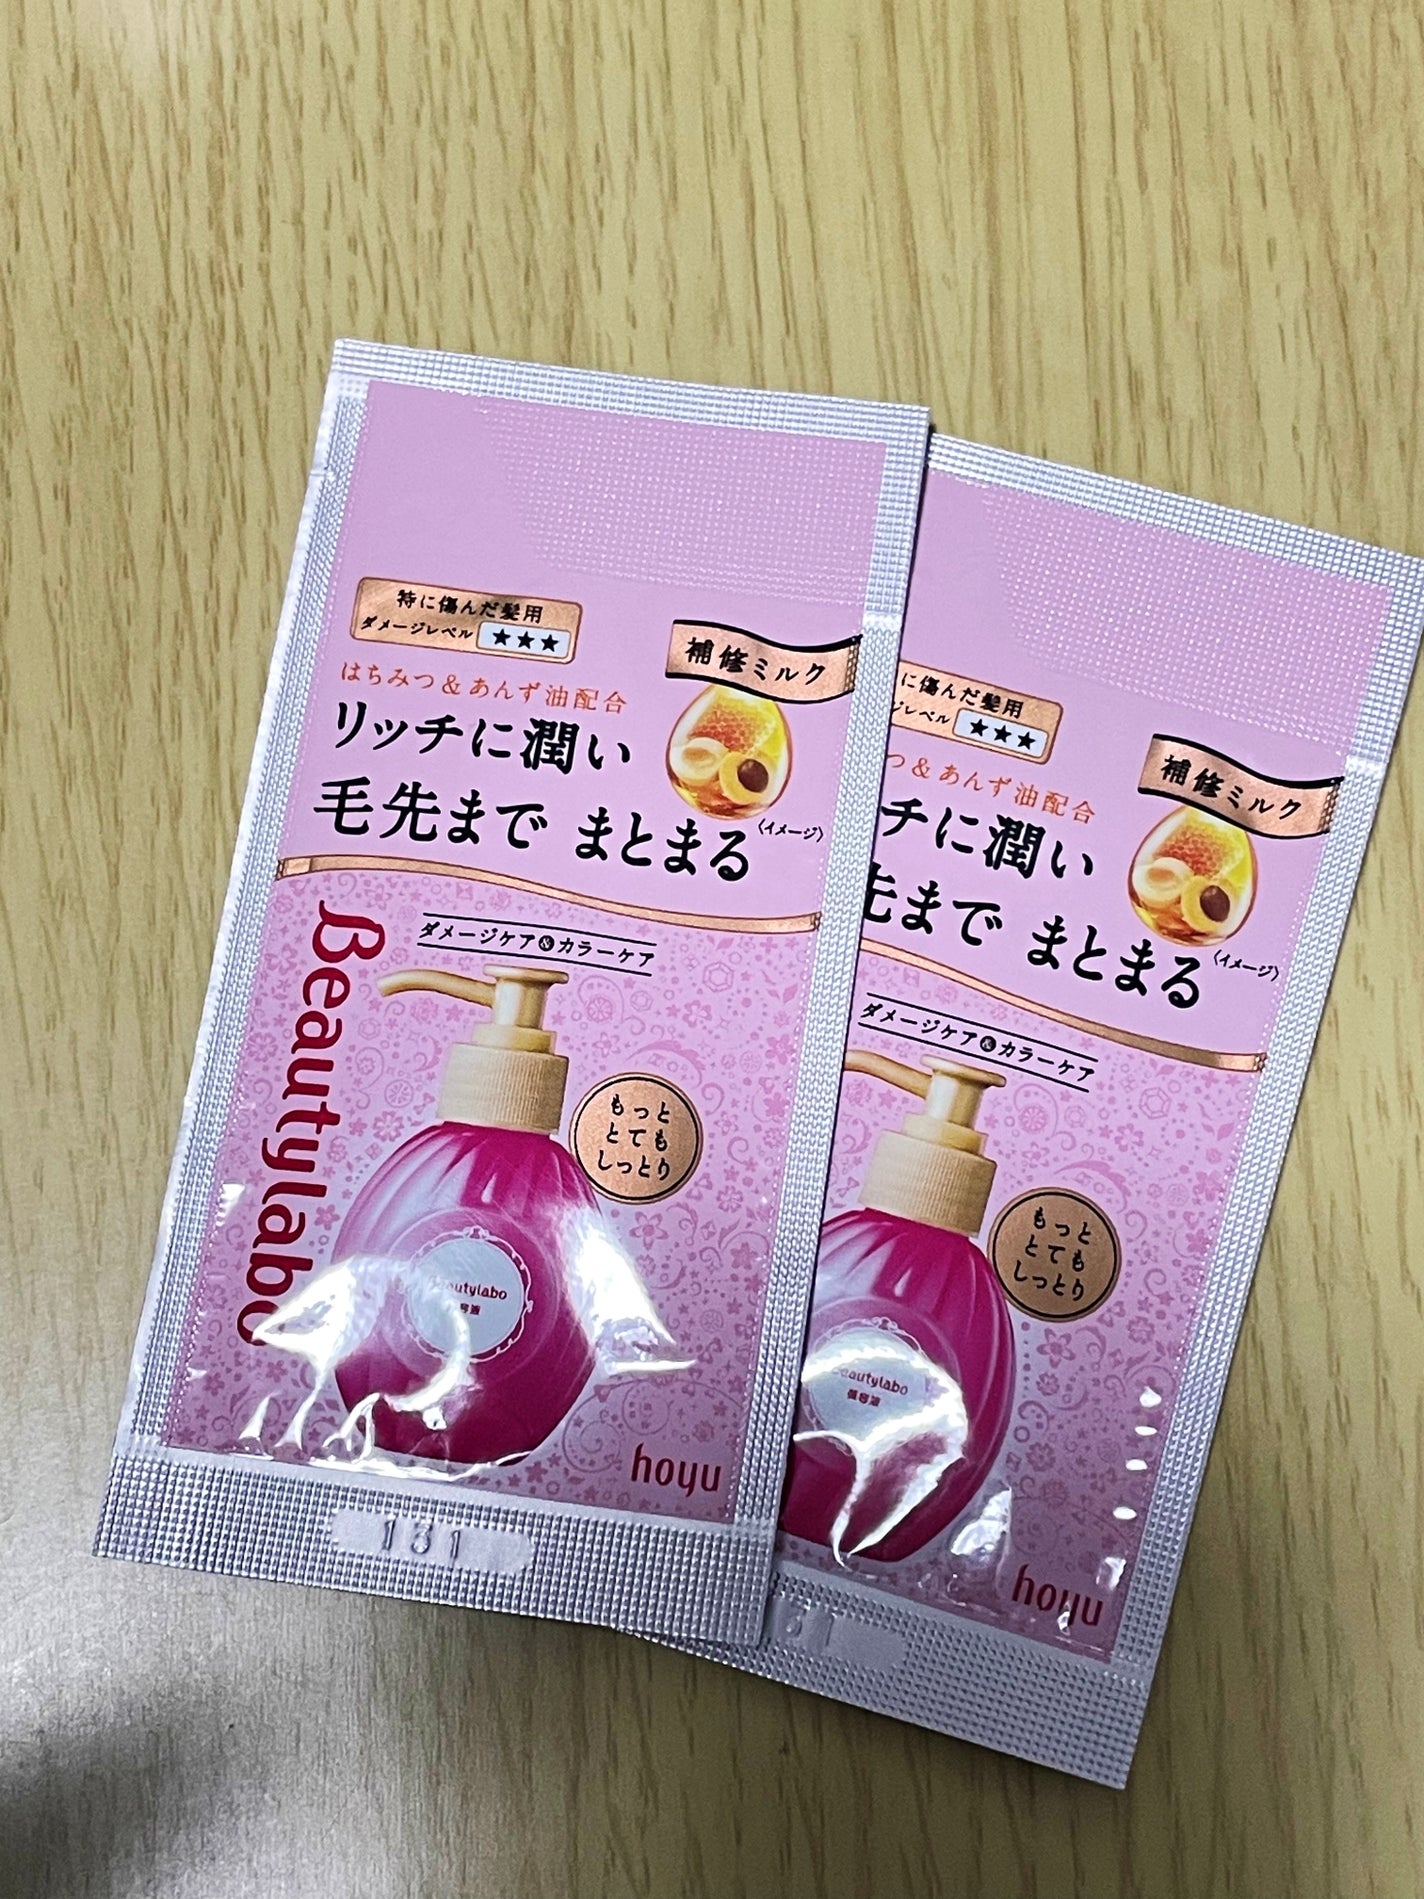 特に傷んだ髪用
ダメージレベル ★★★
補修ミルク
はちみつ&あんず油配合
リッチに潤い
毛先まで まとまる
〈イメージ〉
Beautylabo
ダメージケア&カラーケア
もっと
とても
しっとり
Beautylabo
美容液
hoyu
131
に傷んだ髪用
ジレベル ★★★
補修ミルク
つ&あんず油配合
チに潤い
先まで まとまる
〈イメージ〉
ダメージケア&カラーケア
もっと
とても
しっとり
Beautylabo
美容液
hoyu